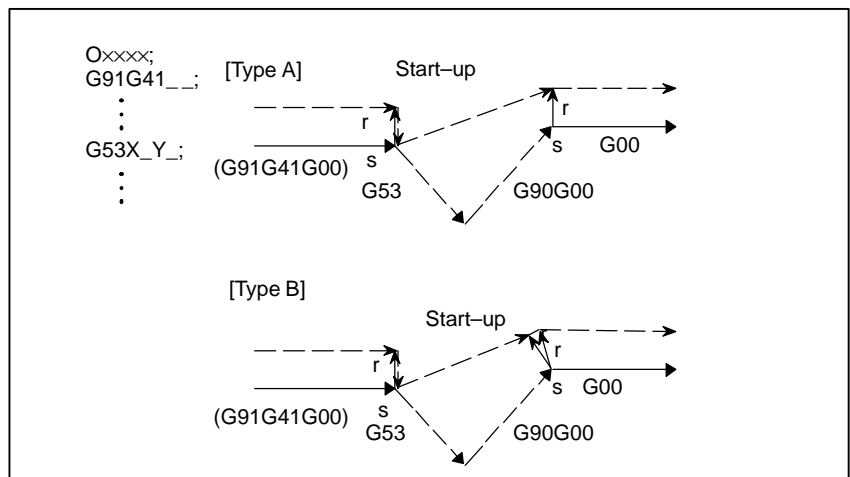 O××××;
G91G41_ _;
G53X_Y_;
[Type A]
Start–up
r
r
s
s
G00
(G91G41G00)
G53
G90G00
[Type B]
Start–up
r
r
s
s
G00
(G91G41G00)
G53
G90G00